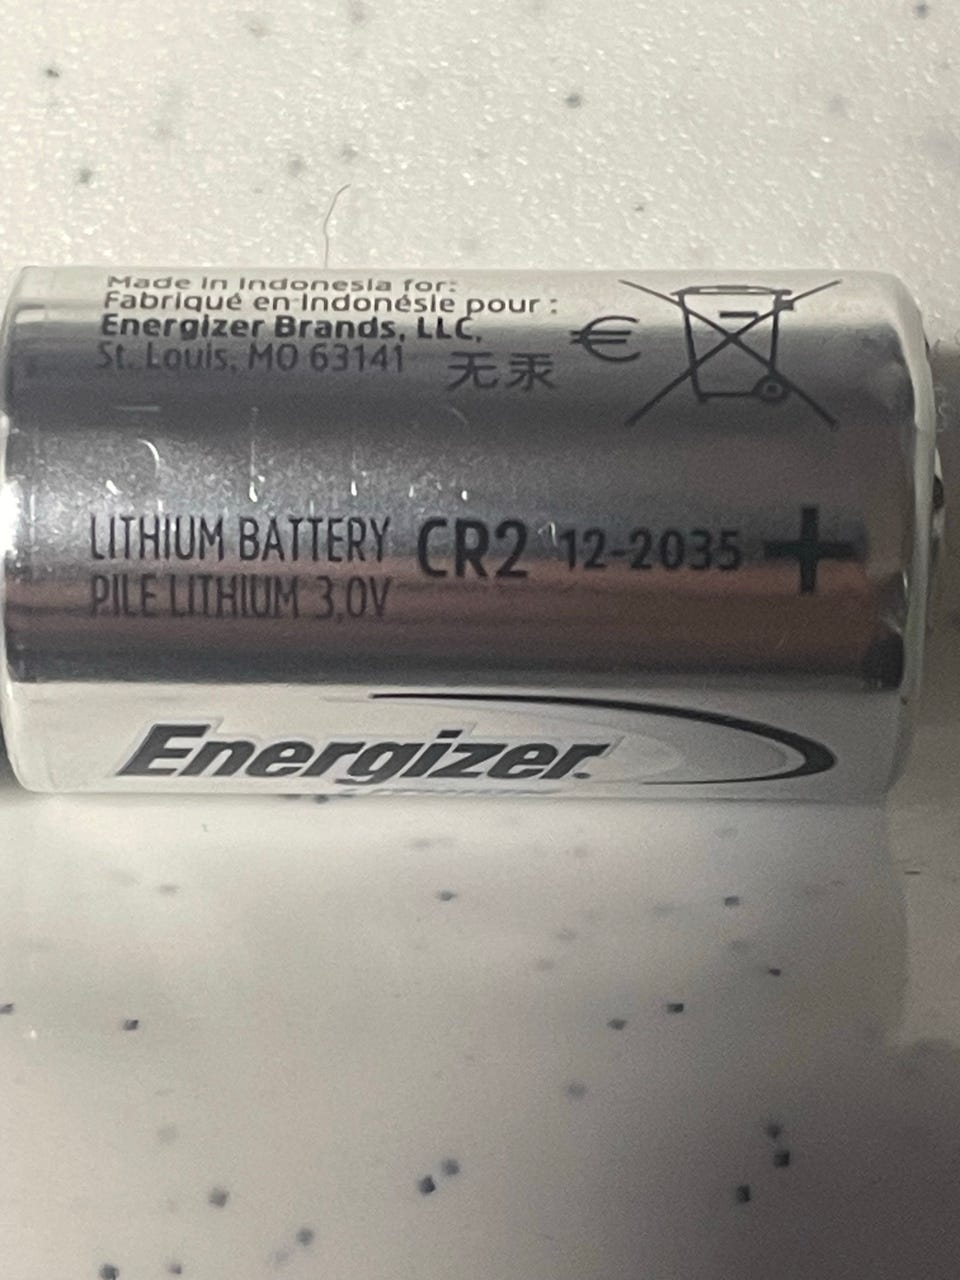 Made in Indonesia for:
Fabriqué en Indonésie pour :
Energizer Brands, LLC,
St. Louis, MO 63141
无汞
LITHIUM BATTERY CR2 12-2035 +
PILE LITHIUM 3,0V
Energizer.